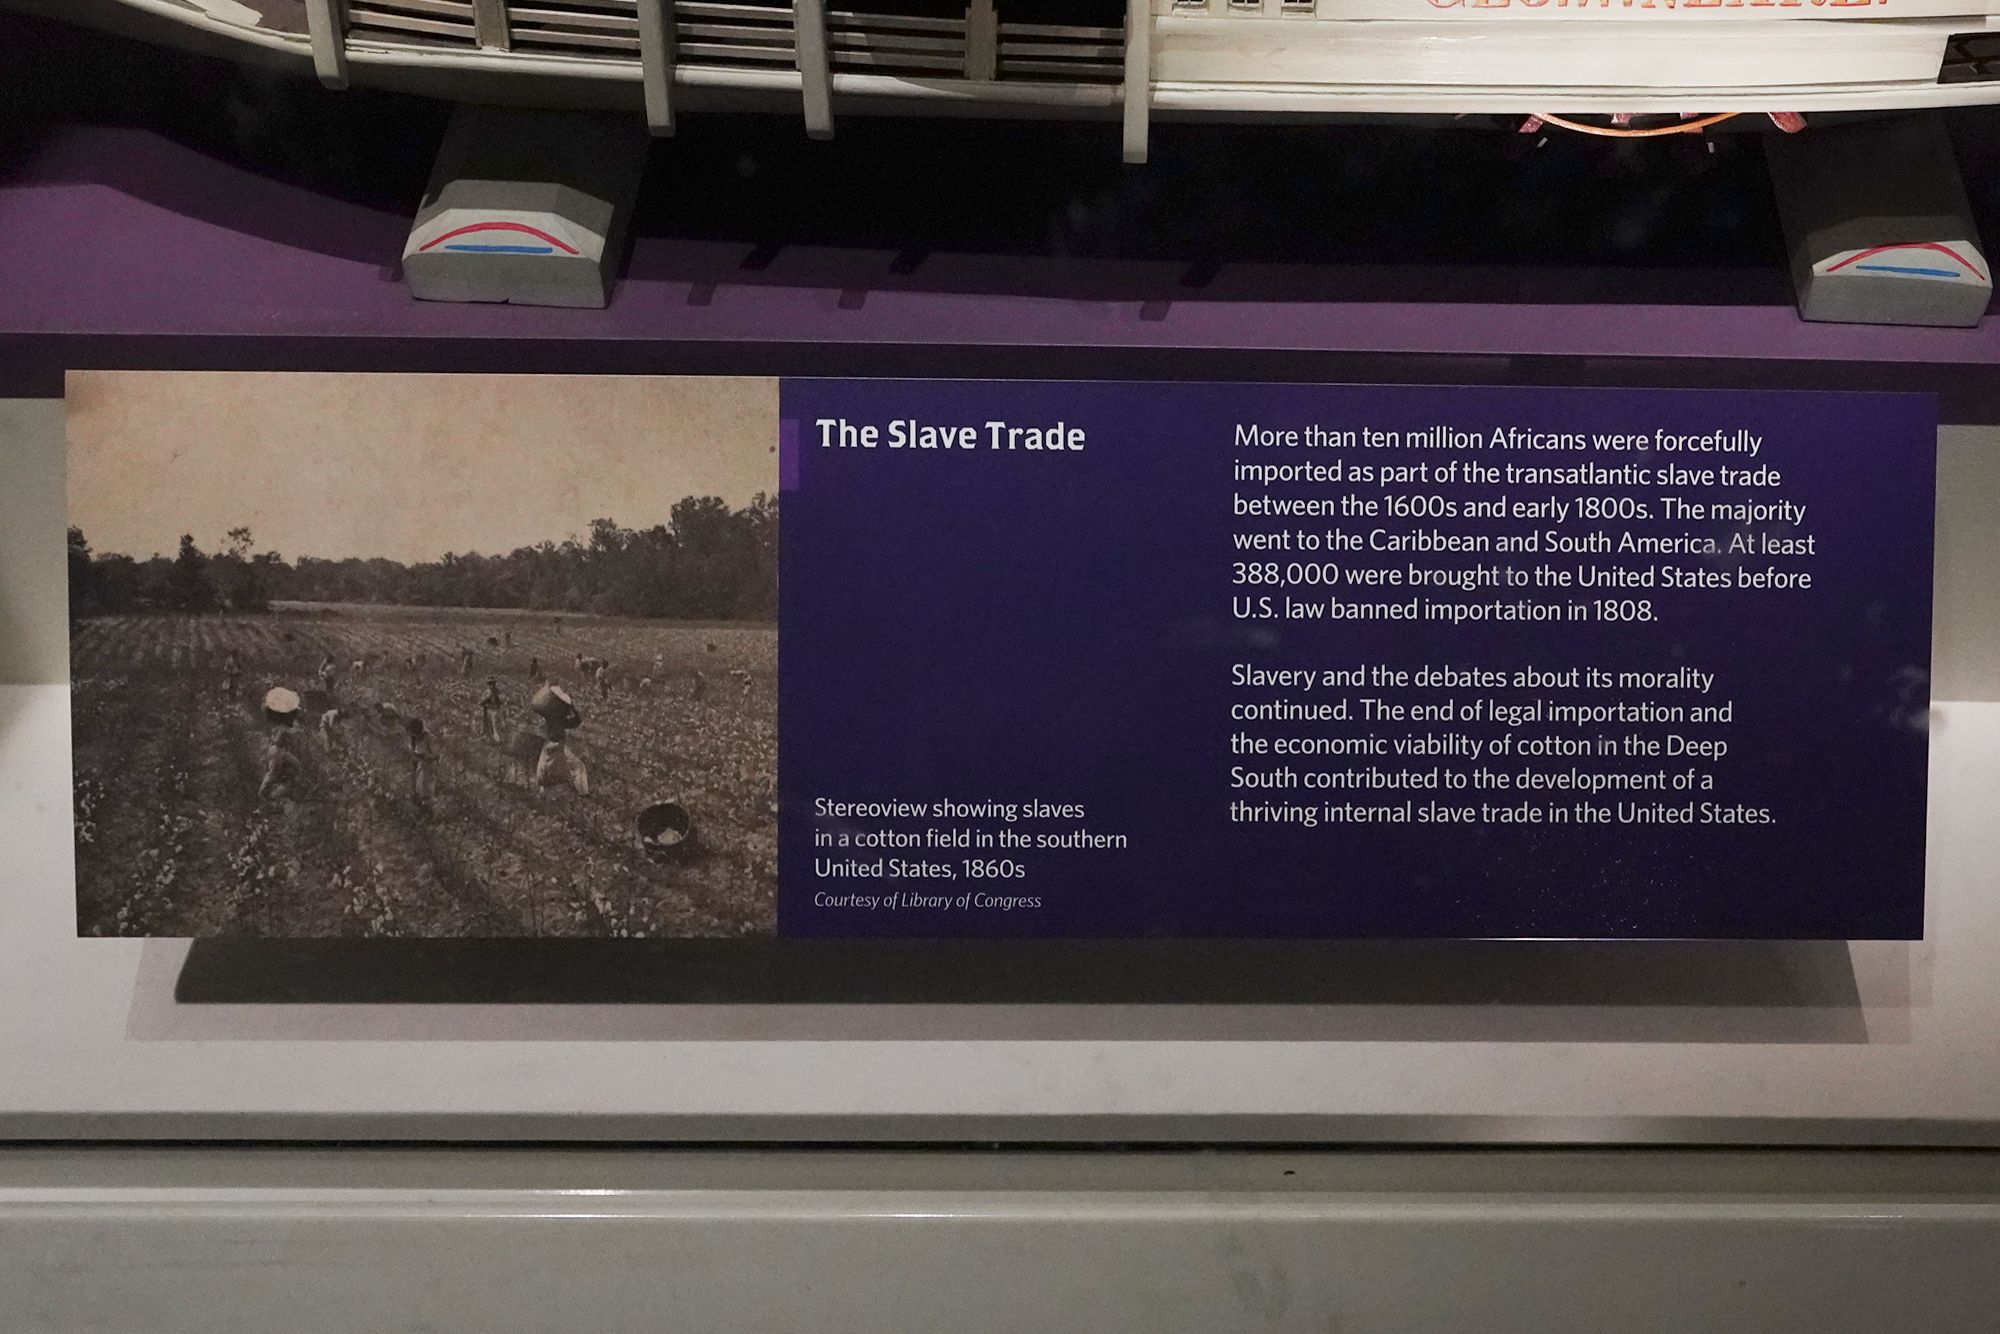 The Slave Trade
Stereoview showing slaves
in a cotton field in the southern
United States, 1860s
Courtesy of Library of Congress
More than ten million Africans were forcefully
imported as part of the transatlantic slave trade
between the 1600s and early 1800s. The majority
went to the Caribbean and South America. At least
388,000 were brought to the United States before
U.S. law banned importation in 1808.
Slavery and the debates about its morality
continued. The end of legal importation and
the economic viability of cotton in the Deep
South contributed to the development of a
thriving internal slave trade in the United States.